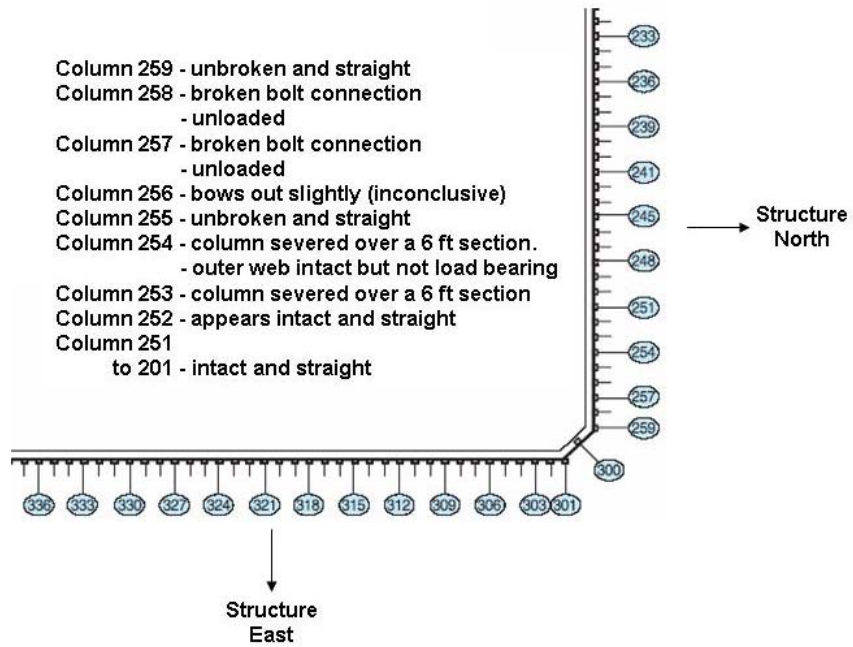 Column 259 - unbroken and straight
Column 258 - broken bolt connection
- unloaded
Column 257 - broken bolt connection
- unloaded
Column 256 - bows out slightly (inconclusive)
Column 255 - unbroken and straight
Column 254 - column severed over a 6 ft section.
- outer web intact but not load bearing
Column 253 - column severed over a 6 ft section
Column 252 - appears intact and straight
Column 251
to 201 - intact and straight
233
236
239
241
245
248
251
254
257
259
300
Structure
North
336 333 330 327 324 321 318 315 312 309 306 303 301
Structure
East